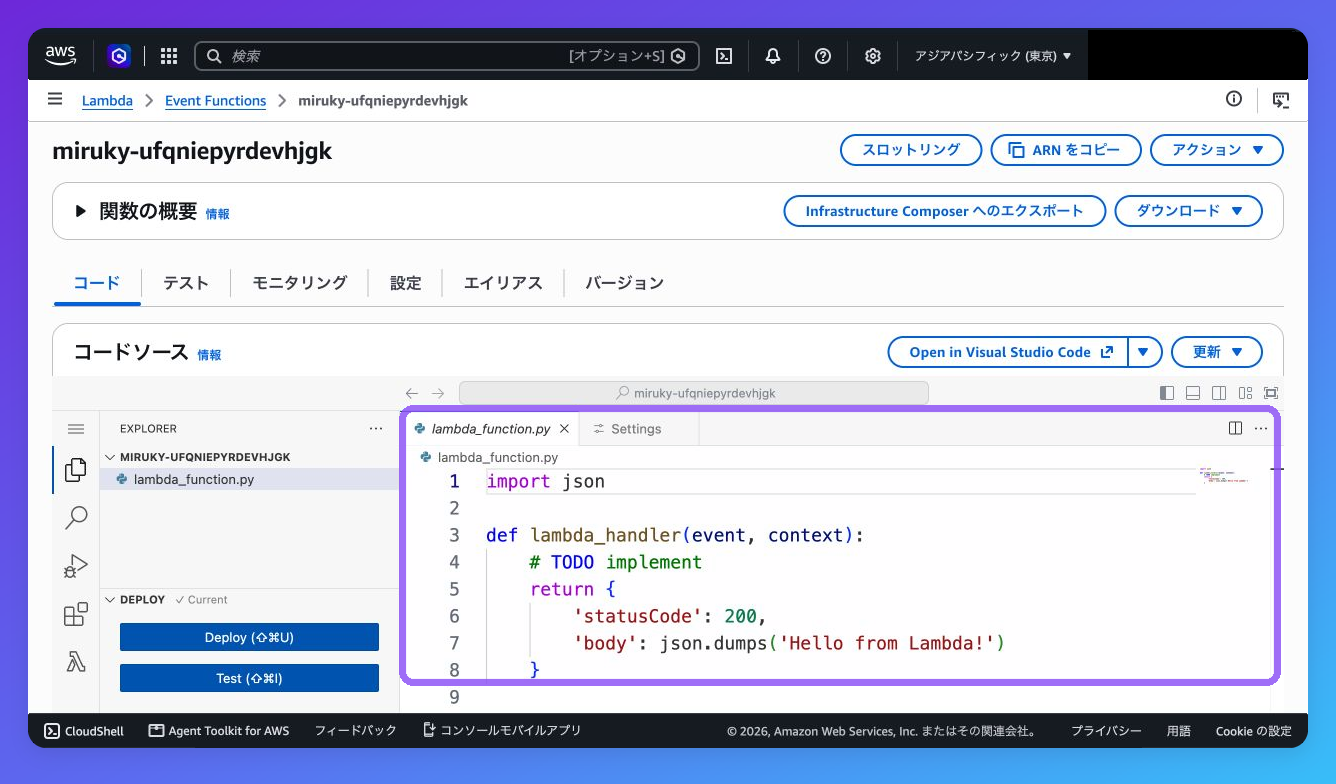 aws 検索 [オプション+S] アジアパシフィック (東京)
Lambda Event Functions miruky-ufqniepyrdevhjgk
miruky-ufqniepyrdevhjgk スロットリング ARN をコピー アクション
関数の概要 情報 Infrastructure Composer へのエクスポート ダウンロード
コード テスト モニタリング 設定 エイリアス バージョン
コードソース 情報 Open in Visual Studio Code 更新
miruky-ufqniepyrdevhjgk
EXPLORER
MIRUKY-UFQNIEPYRDEVHJGK
lambda_function.py
DEPLOY Current
Deploy (⇧⌘U)
Test (⇧⌘I)
lambda_function.py Settings
lambda_function.py
1 import json
2
3 def lambda_handler(event, context):
4 # TODO implement
5 return {
6 'statusCode': 200,
7 'body': json.dumps('Hello from Lambda!')
8 }
9
CloudShell Agent Toolkit for AWS フィードバック コンソールモバイルアプリ © 2026, Amazon Web Services, Inc. またはその関連会社。 プライバシー 用語 Cookie の設定